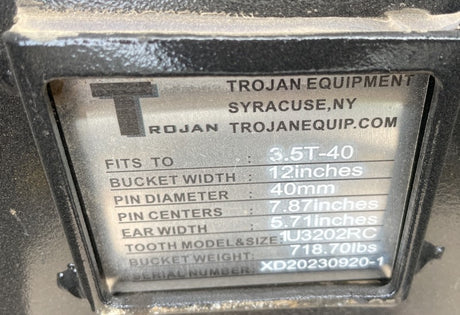 TROJAN EQUIPMENT
SYRACUSE,NY
T TROJAN TROJANEQUIP.COM
FITS TO : 3.5T-40
BUCKET WIDTH : 12inches
PIN DIAMETER : 40mm
PIN CENTERS : 7.87inches
EAR WIDTH : 5.71inches
TOOTH MODEL&SIZE: 1U3202RC
BUCKET WEIGHT: 718.70lbs
SERIAL NUMBER: XD20230920-1